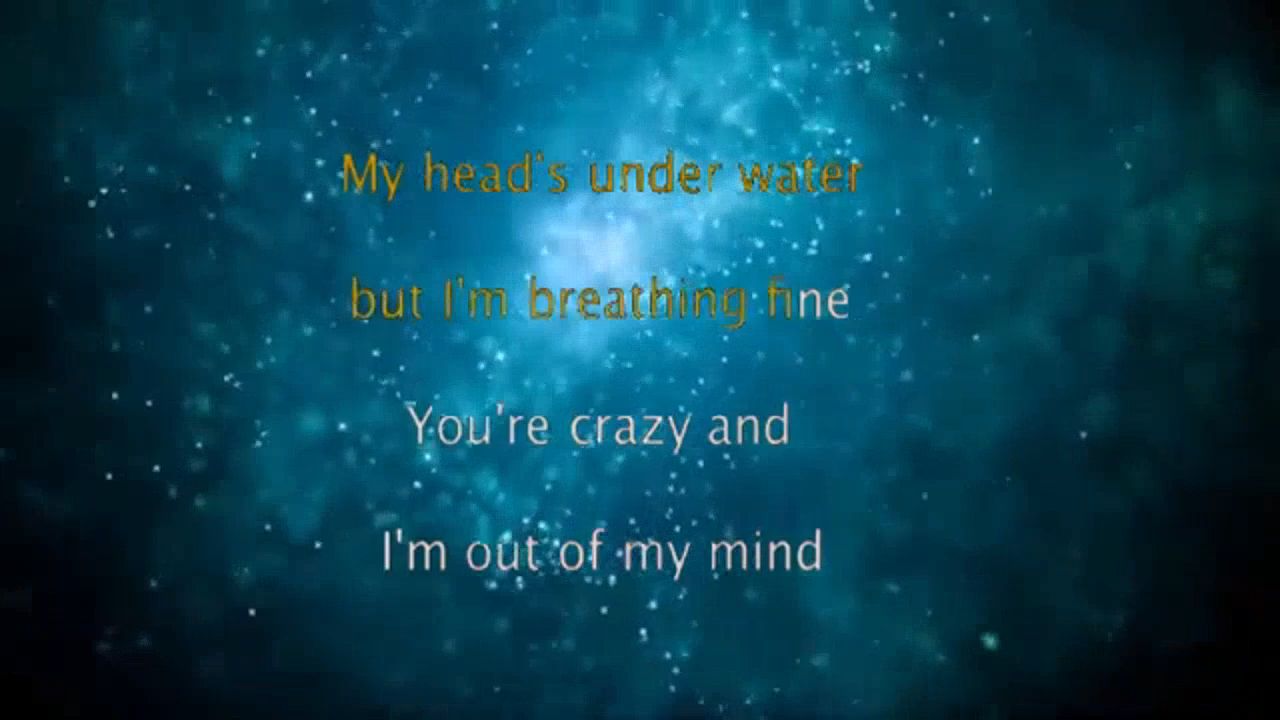 My head's under water
but I'm breathing fine
You're crazy and
I'm out of my mind